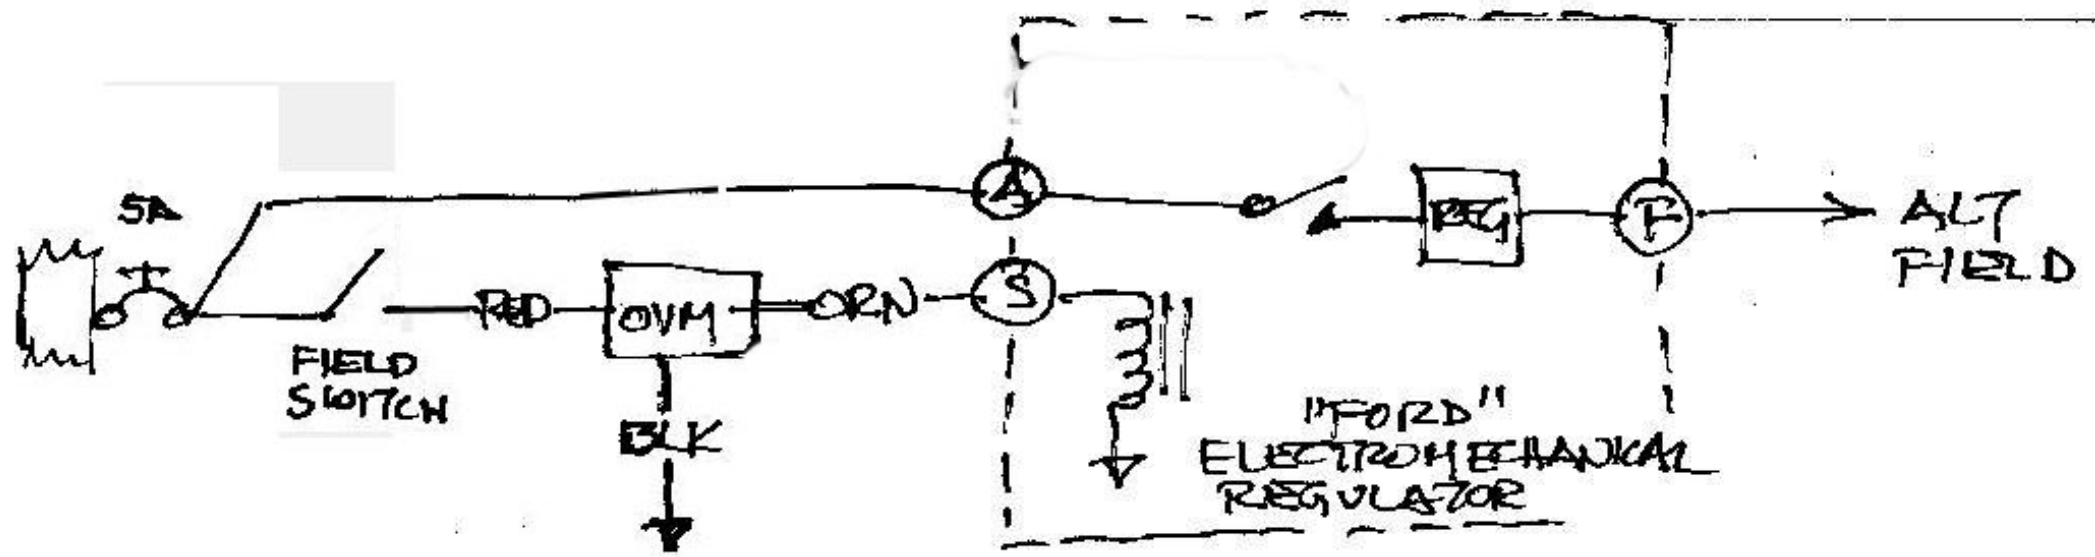 5A
A
REG
F
ALT
FIELD
RED
OVM
ORN
S
FIELD
SWITCH
BLK
"FORD"
ELECTROMECHANICAL
REGULATOR